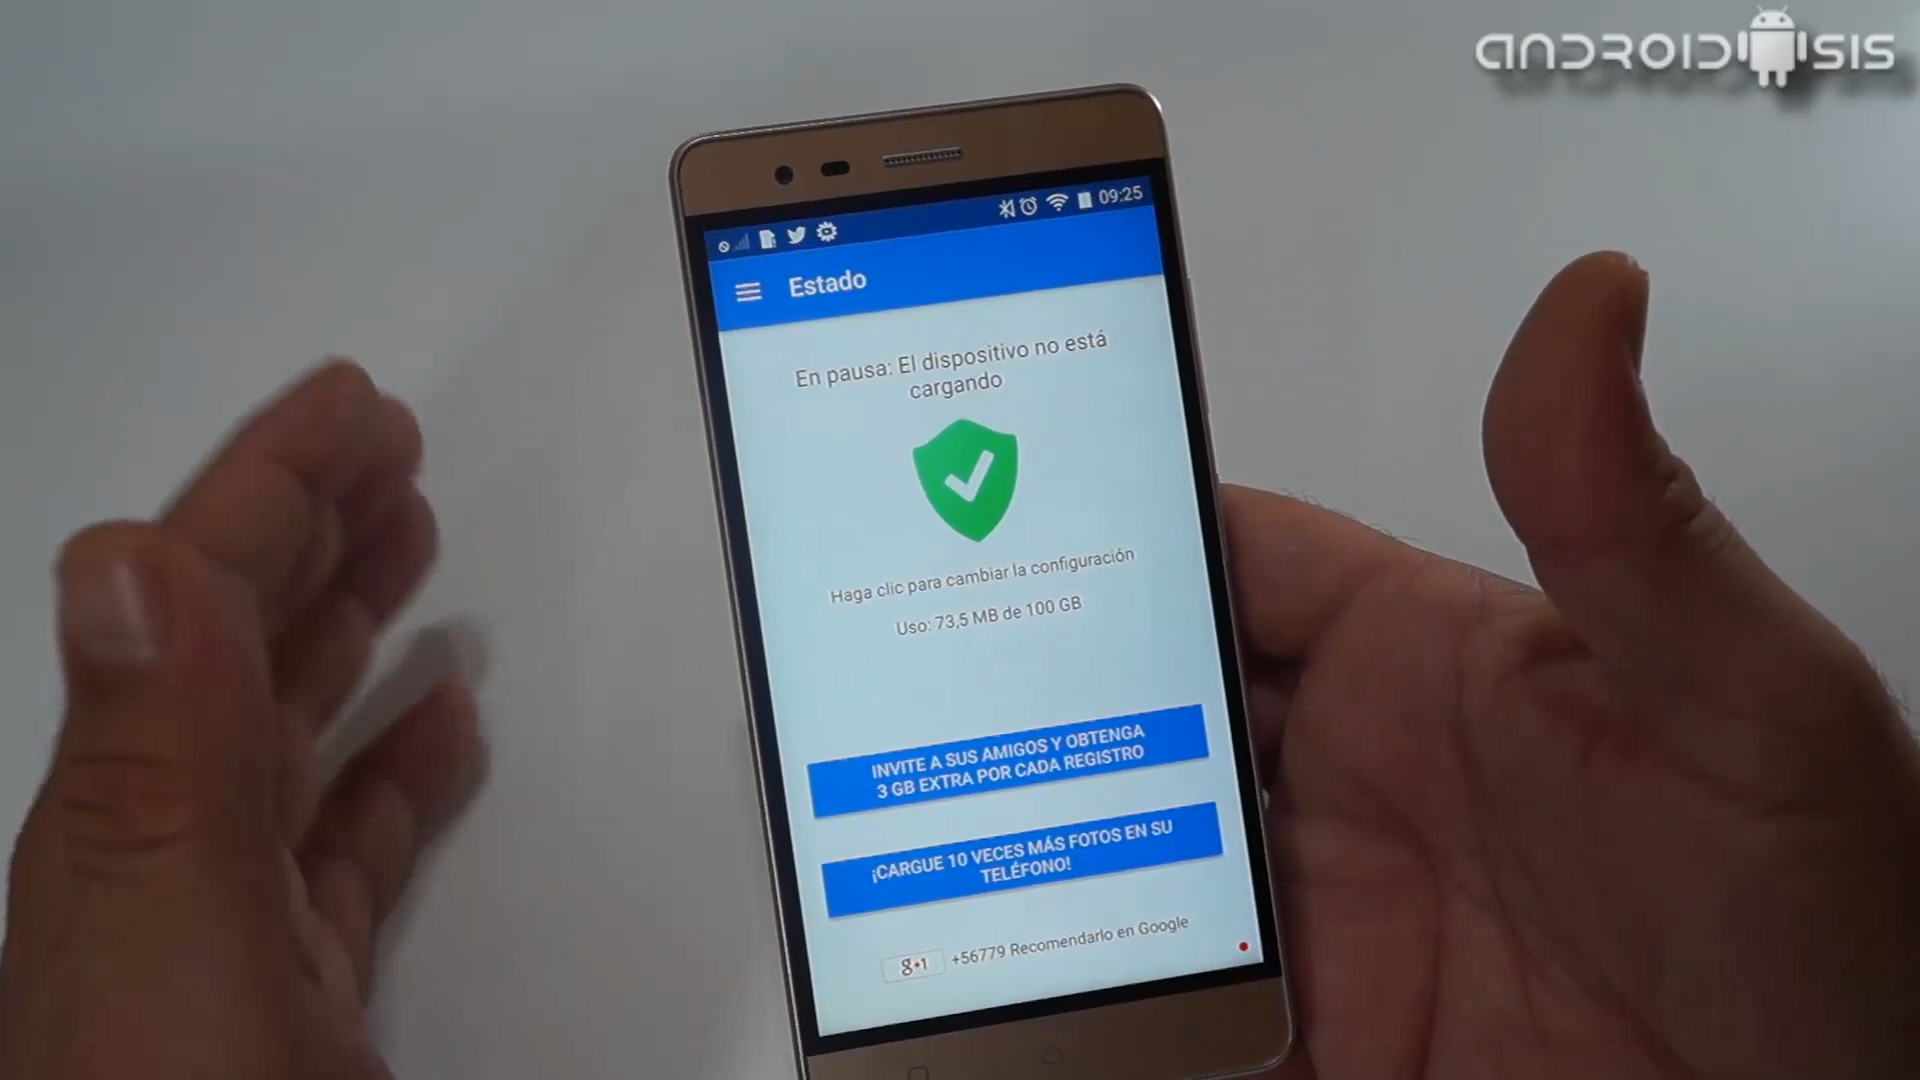 ANDROIDSIS
09:25
Estado
En pausa: El dispositivo no está
cargando
Haga clic para cambiar la configuración
Uso: 73,5 MB de 100 GB
INVITE A SUS AMIGOS Y OBTENGA
3 GB EXTRA POR CADA REGISTRO
¡CARGUE 10 VECES MÁS FOTOS EN SU
TELÉFONO!
g+1 +56779 Recomendarlo en Google